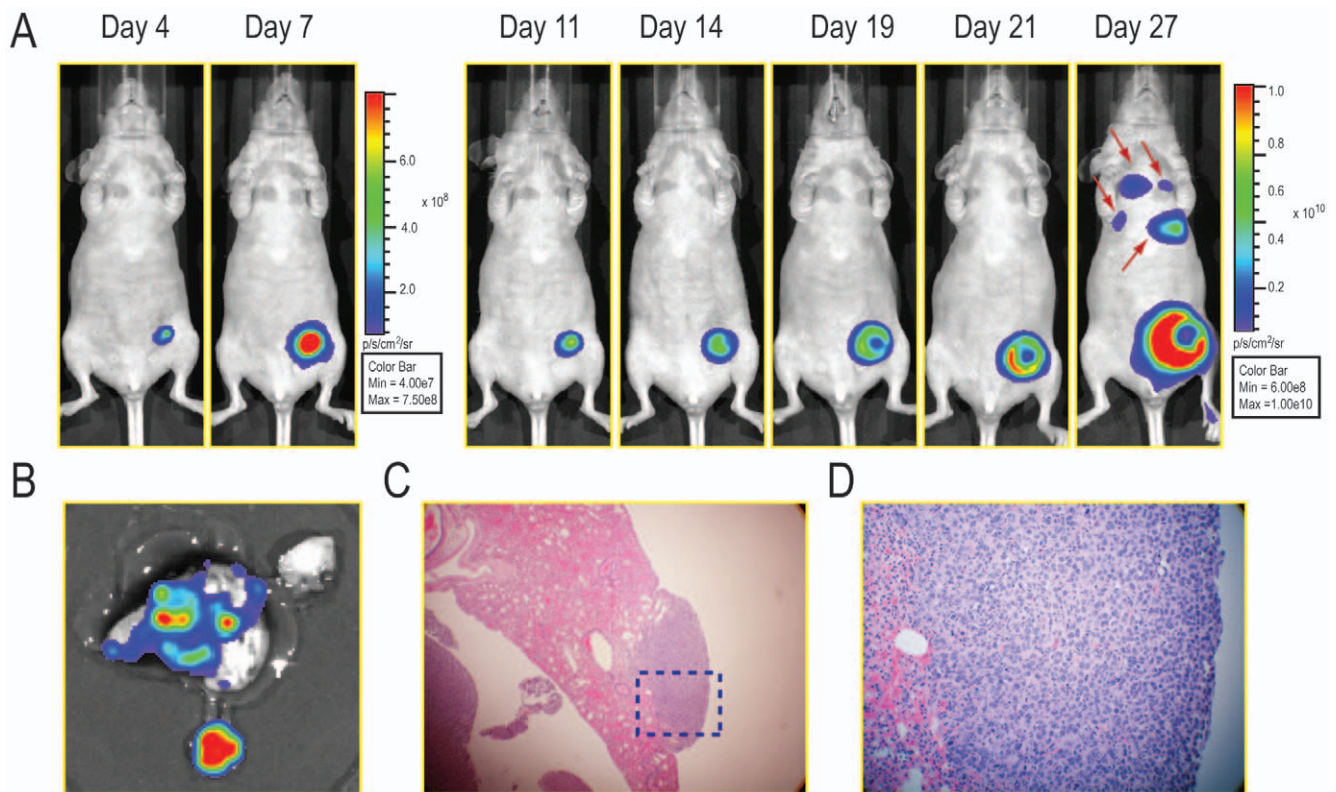 A
Day 4
Day 7
Day 11
Day 14
Day 19
Day 21
Day 27
6.0
4.0
2.0
x 10⁸
p/s/cm²/sr
Color Bar
Min = 4.00e7
Max = 7.50e8
1.0
0.8
0.6
0.4
0.2
x 10¹⁰
p/s/cm²/sr
Color Bar
Min = 6.00e8
Max =1.00e10
B
C
D